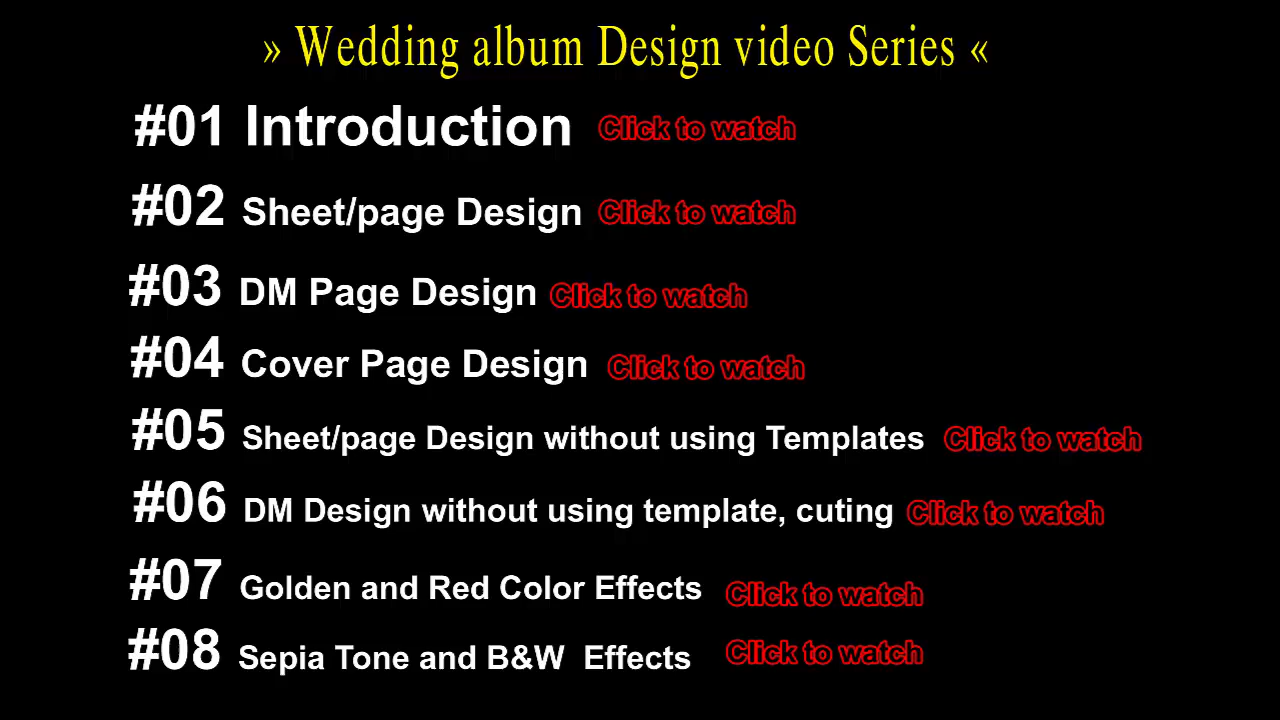 » Wedding album Design video Series «
#01 Introduction Click to watch
#02 Sheet/page Design Click to watch
#03 DM Page Design Click to watch
#04 Cover Page Design Click to watch
#05 Sheet/page Design without using Templates Click to watch
#06 DM Design without using template, cuting Click to watch
#07 Golden and Red Color Effects Click to watch
#08 Sepia Tone and B&W Effects Click to watch